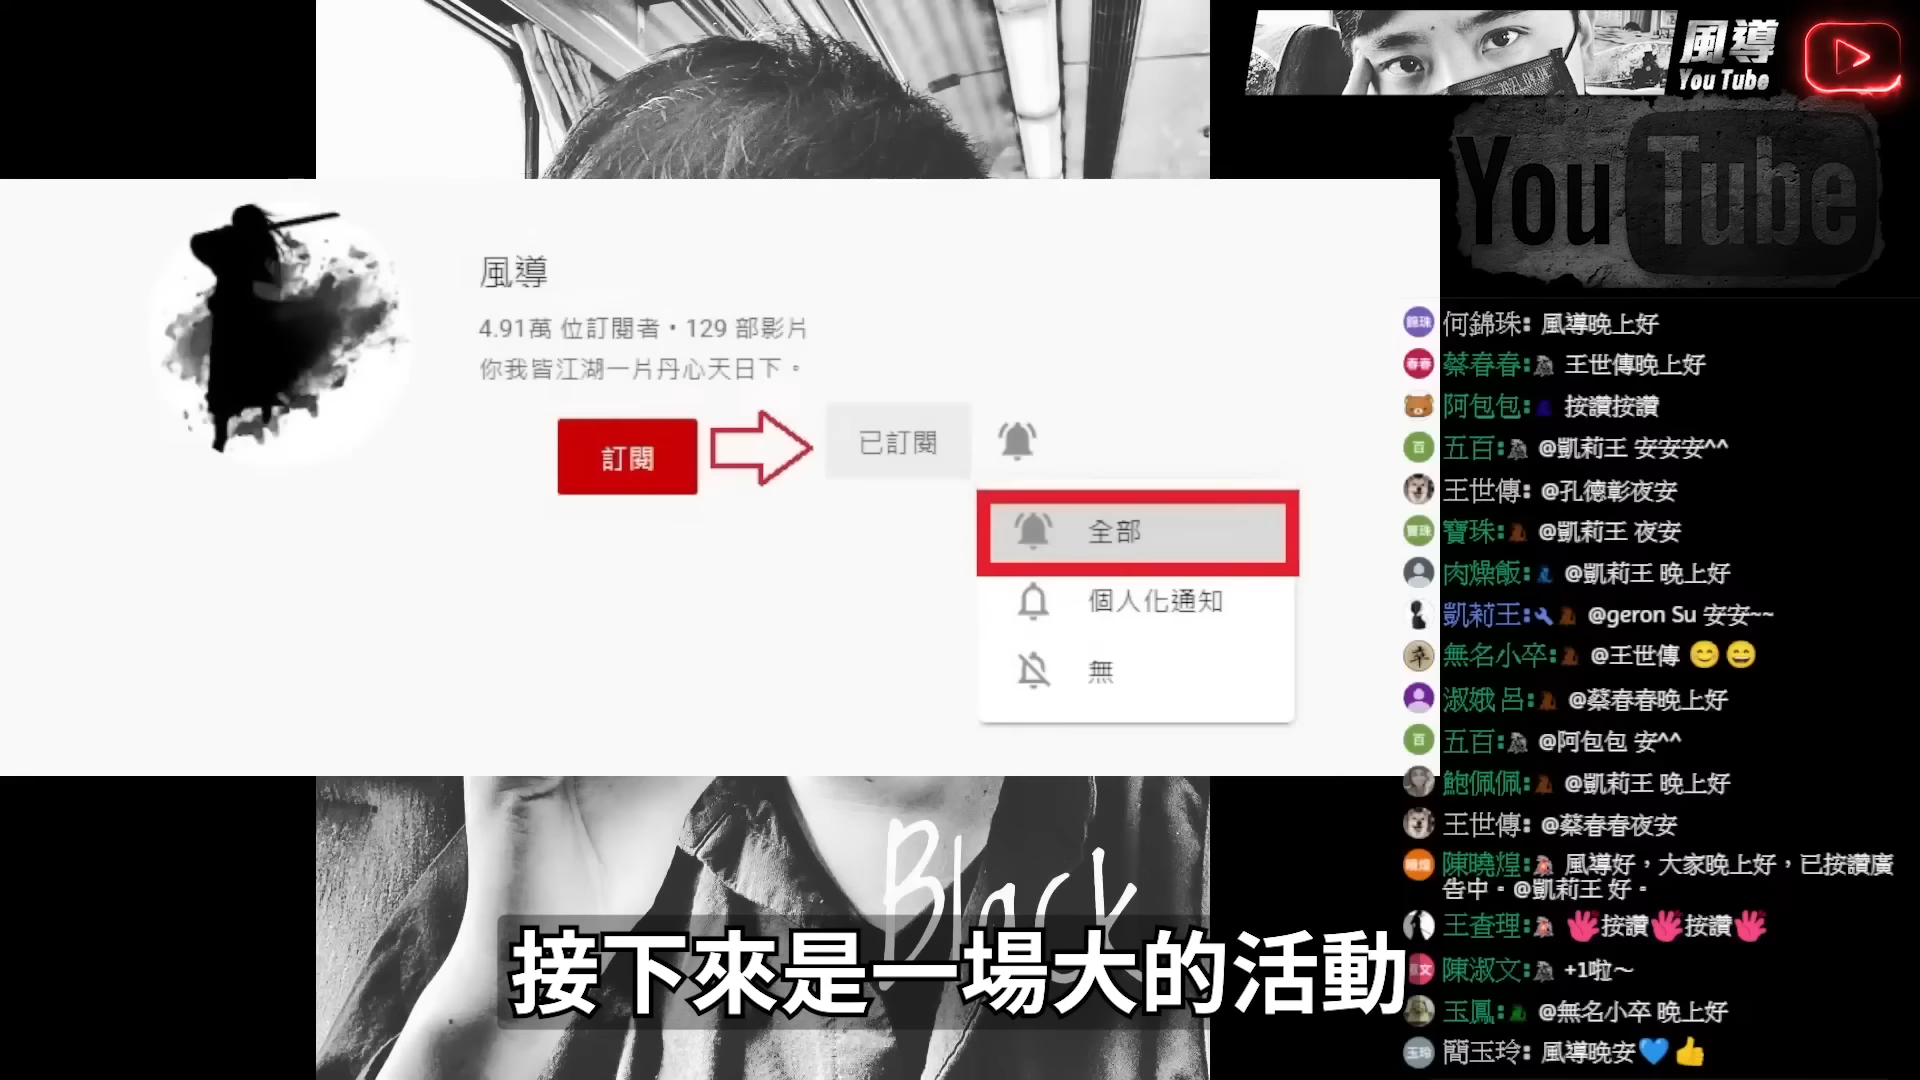 風導
You Tube
YouTube
風導
4.91萬 位訂閱者・129 部影片
你我皆江湖一片丹心天日下。
訂閱
已訂閱
全部
個人化通知
無
Black
接下來是一場大的活動
何錦珠: 風導晚上好
蔡春春: 王世傳晚上好
阿包包: 按讚按讚
五百: @凱莉王 安安安^^
王世傳: @孔德彰夜安
寶珠: @凱莉王 夜安
肉燥飯: @凱莉王 晚上好
凱莉王: @geron Su 安安~~
無名小卒: @王世傳 😊😄
淑娥 呂: @蔡春春晚上好
五百: @阿包包 安^^
鮑佩佩: @凱莉王 晚上好
王世傳: @蔡春春夜安
陳曉煌: 風導好，大家晚上好，已按讚廣
告中。@凱莉王 好。
王查理: 👋按讚👋按讚👋
陳淑文: +1啦～
玉鳳: @無名小卒 晚上好
簡玉玲: 風導晚安💙👍